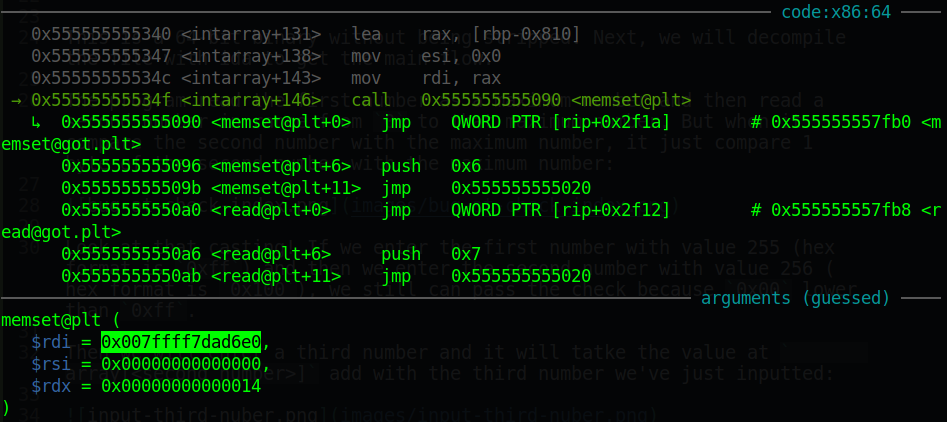 code:x86:64
0x555555555340 <intarray+131> lea rax, [rbp-0x810]
0x555555555347 <intarray+138> mov esi, 0x0
0x55555555534c <intarray+143> mov rdi, rax
→ 0x55555555534f <intarray+146> call 0x555555555090 <memset@plt>
↳ 0x555555555090 <memset@plt+0> jmp QWORD PTR [rip+0x2f1a] # 0x555555557fb0 <m
emset@got.plt>
0x555555555096 <memset@plt+6> push 0x6
0x55555555509b <memset@plt+11> jmp 0x555555555020
0x5555555550a0 <read@plt+0> jmp QWORD PTR [rip+0x2f12] # 0x555555557fb8 <r
ead@got.plt>
0x5555555550a6 <read@plt+6> push 0x7
0x5555555550ab <read@plt+11> jmp 0x555555555020
arguments (guessed)
memset@plt (
$rdi = 0x007ffff7dad6e0,
$rsi = 0x00000000000000,
$rdx = 0x00000000000014
)